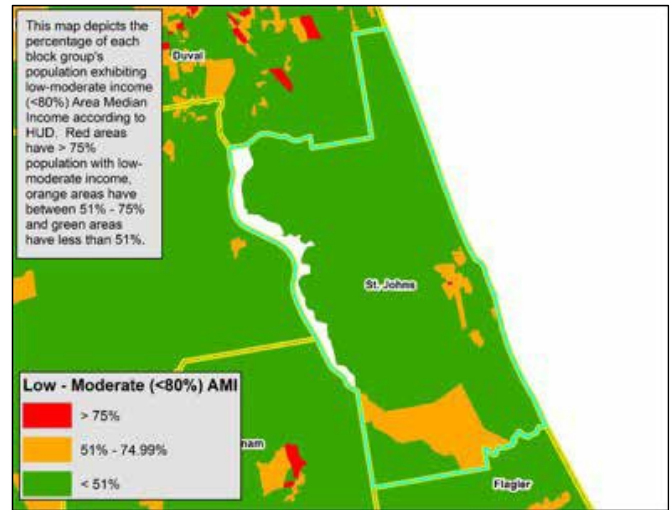 This map depicts the
percentage of each
block group's
population exhibiting
low-moderate income
(<80%) Area Median
Income according to
HUD. Red areas
have > 75%
population with low-
moderate income,
orange areas have
between 51% - 75%
and green areas
have less than 51%.
Duval
St. Johns
Low - Moderate (<80%) AMI
> 75%
51% - 74.99%
< 51%
nam
Flagler